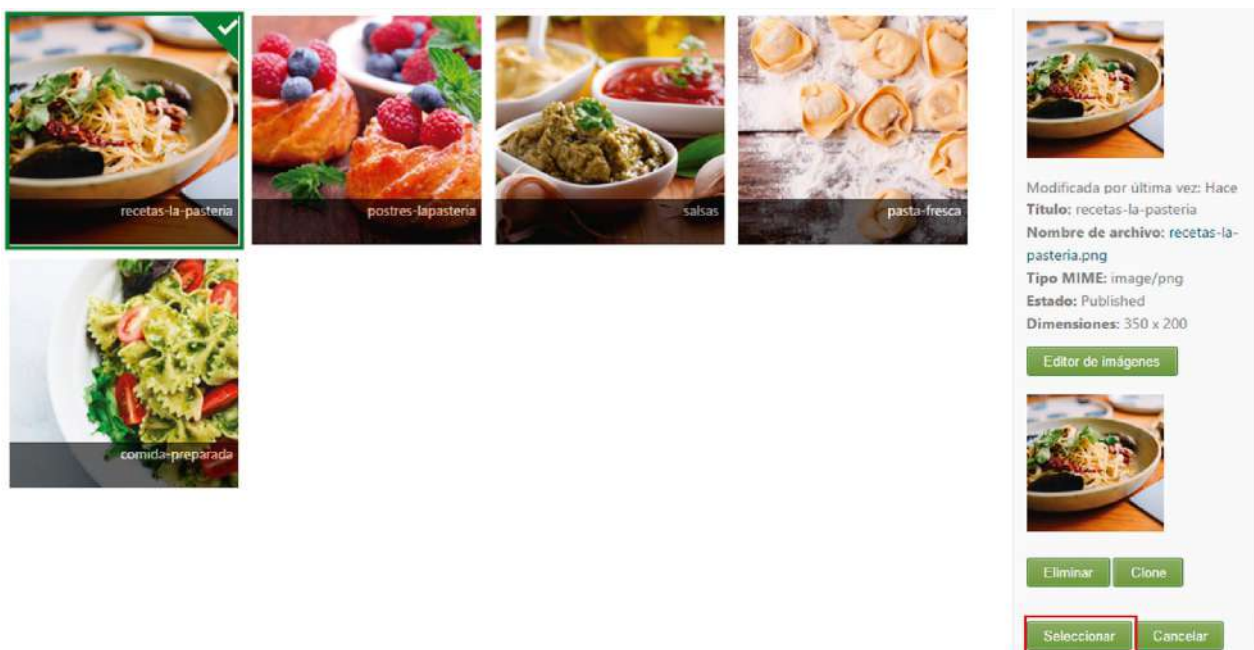 recetas-la-pasteria
postres-lapasteria
salsas
pasta-fresca
comida-preparada
Modificada por última vez: Hace
Título: recetas-la-pasteria
Nombre de archivo: recetas-la-
pasteria.png
Tipo MIME: image/png
Estado: Published
Dimensiones: 350 x 200
Editor de imágenes
Eliminar
Clone
Seleccionar
Cancelar